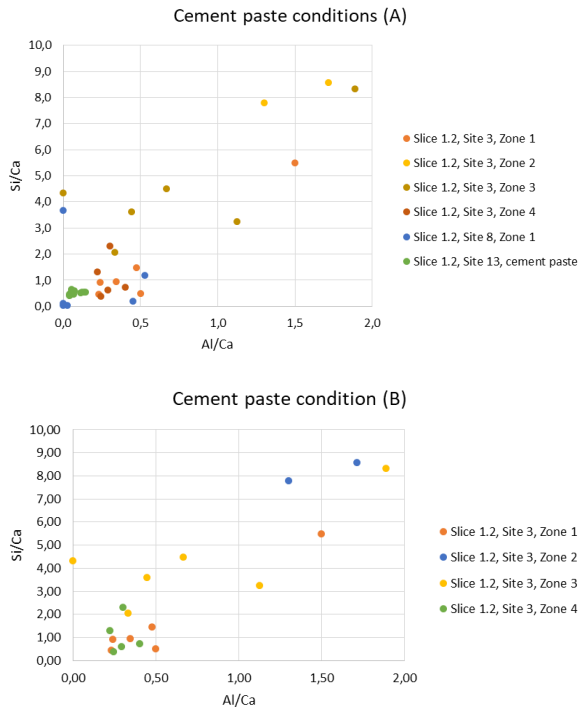 Cement paste conditions (A)
10,0
9,0
8,0
7,0
6,0
5,0
4,0
3,0
2,0
1,0
0,0
Si/Ca
0,0 0,5 1,0 1,5 2,0
Al/Ca
Slice 1.2, Site 3, Zone 1
Slice 1.2, Site 3, Zone 2
Slice 1.2, Site 3, Zone 3
Slice 1.2, Site 3, Zone 4
Slice 1.2, Site 8, Zone 1
Slice 1.2, Site 13, cement paste
Cement paste condition (B)
10,00
9,00
8,00
7,00
6,00
5,00
4,00
3,00
2,00
1,00
0,00
Si/Ca
0,00 0,50 1,00 1,50 2,00
Al/Ca
Slice 1.2, Site 3, Zone 1
Slice 1.2, Site 3, Zone 2
Slice 1.2, Site 3, Zone 3
Slice 1.2, Site 3, Zone 4